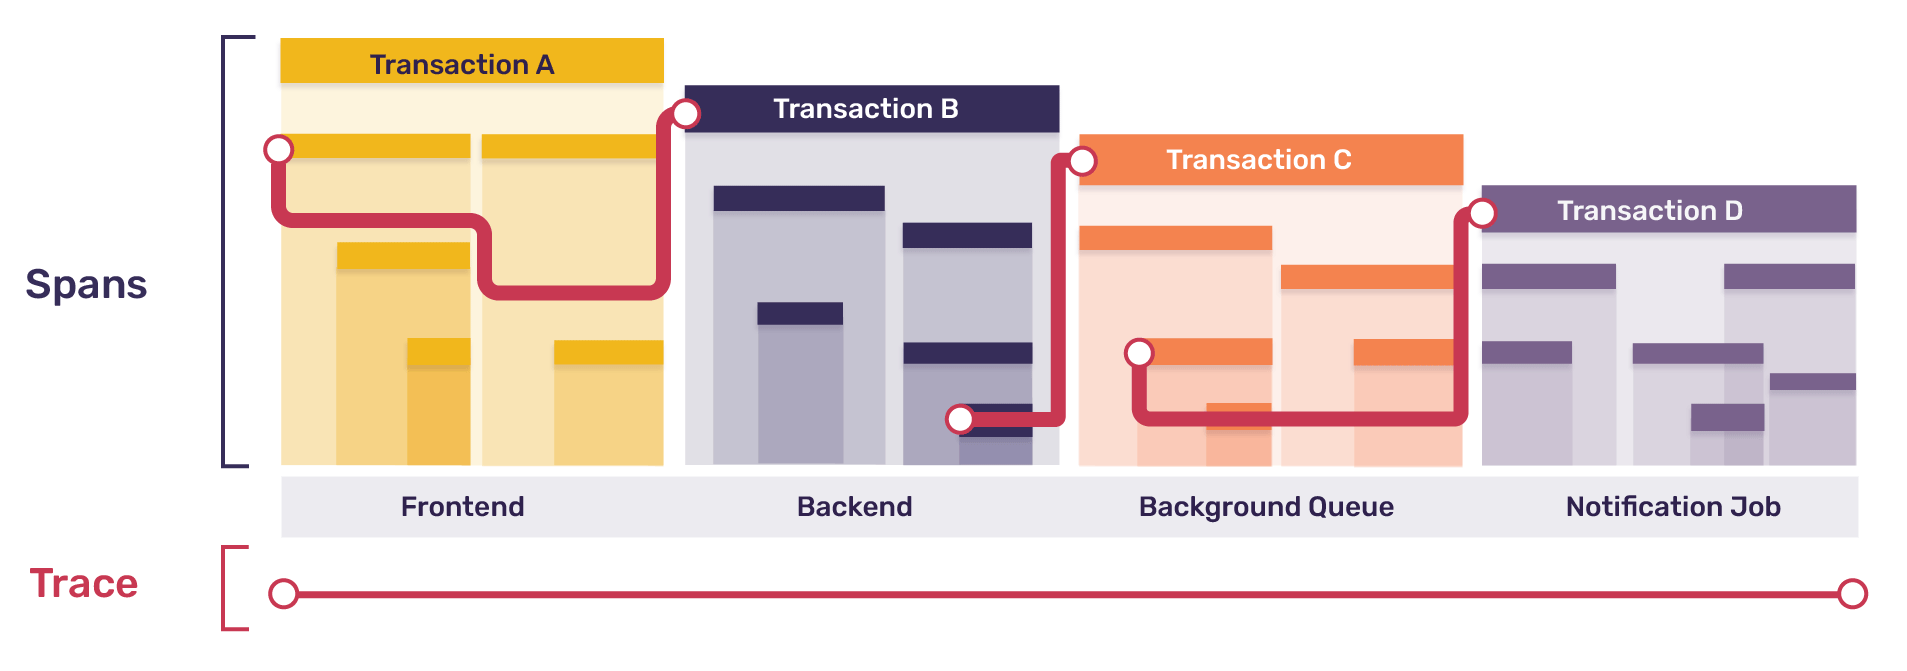 Transaction A
Transaction B
Transaction C
Transaction D
Spans
Frontend
Backend
Background Queue
Notification Job
Trace